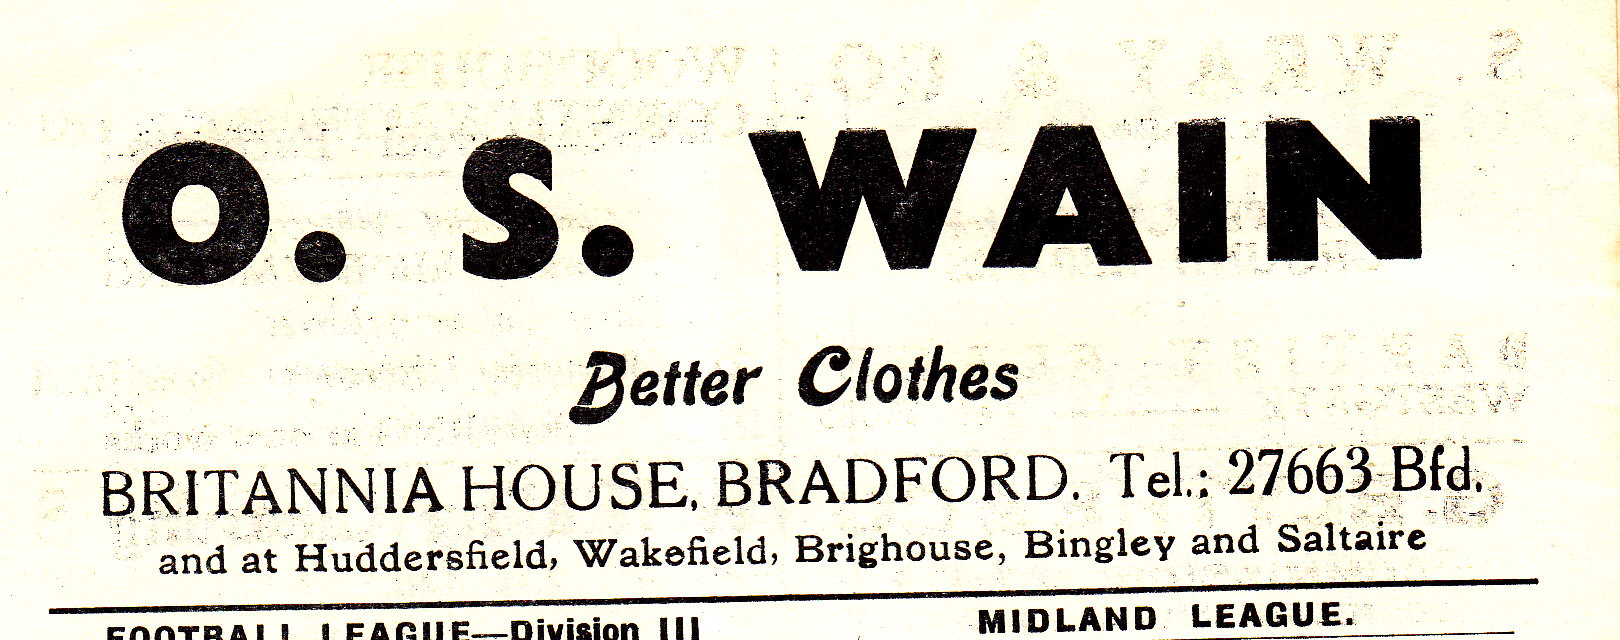 O. S. WAIN
Better Clothes
BRITANNIA HOUSE, BRADFORD. Tel.: 27663 Bfd.
and at Huddersfield, Wakefield, Brighouse, Bingley and Saltaire
FOOTBALL LEAGUE—Division III
MIDLAND LEAGUE.